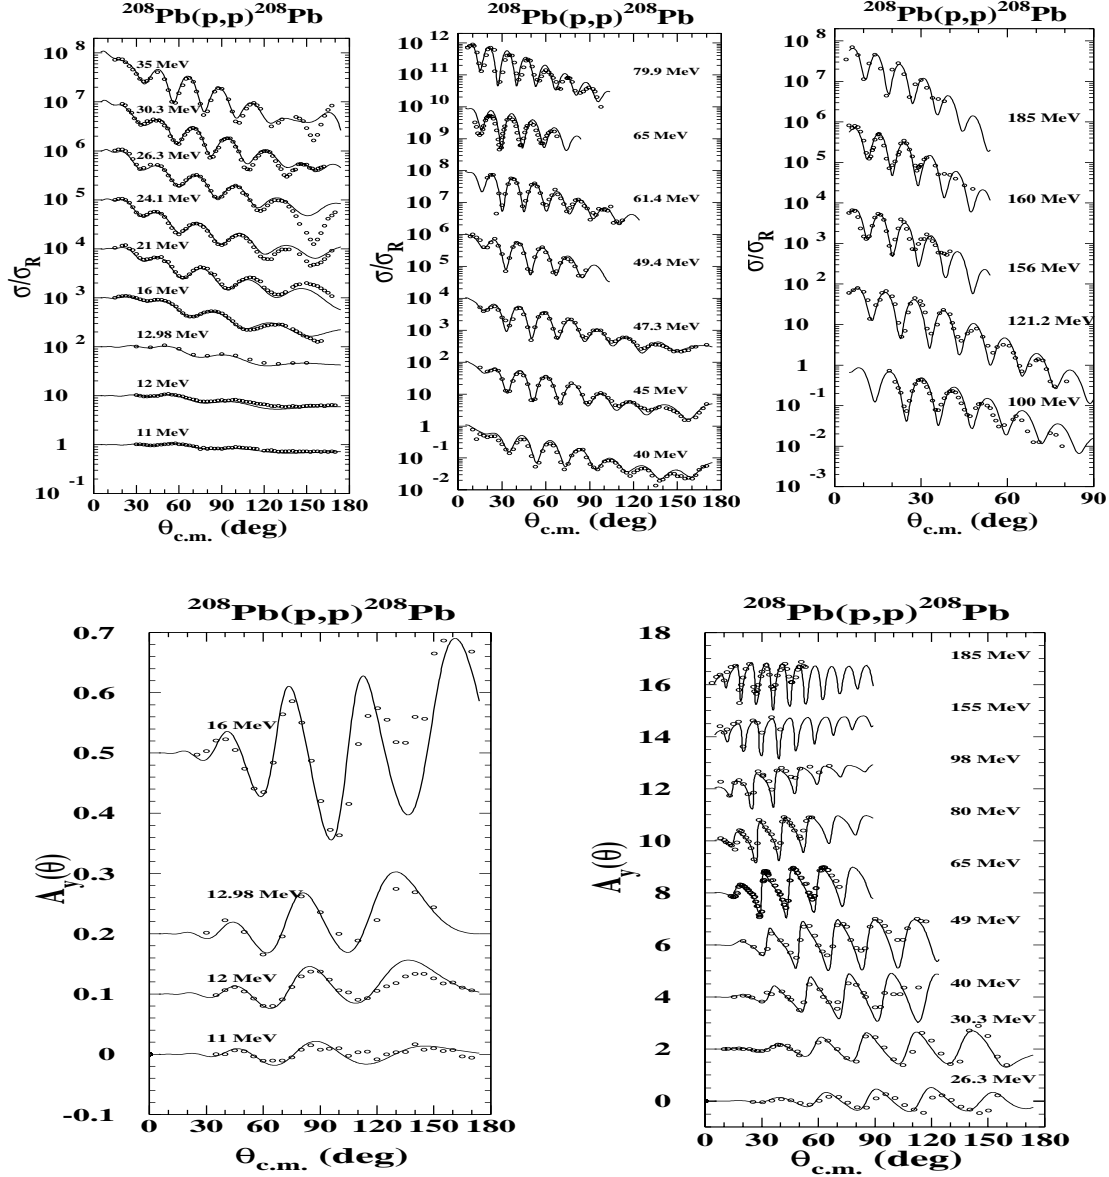 ²⁰⁸Pb(p,p)²⁰⁸Pb
σ/σ_R
10 8
10 7
10 6
10 5
10 4
10 3
10 2
10
1
10 -1
35 MeV
30.3 MeV
26.3 MeV
24.1 MeV
21 MeV
16 MeV
12.98 MeV
12 MeV
11 MeV
0 30 60 90 120 150 180
Θc.m. (deg)
²⁰⁸Pb(p,p)²⁰⁸Pb
σ/σ_R
10 12
10 11
10 10
10 9
10 8
10 7
10 6
10 5
10 4
10 3
10 2
10
1
10 -1
10 -2
79.9 MeV
65 MeV
61.4 MeV
49.4 MeV
47.3 MeV
45 MeV
40 MeV
0 30 60 90 120 150 180
Θc.m. (deg)
²⁰⁸Pb(p,p)²⁰⁸Pb
σ/σ_R
10 8
10 7
10 6
10 5
10 4
10 3
10 2
10
1
10 -1
10 -2
10 -3
185 MeV
160 MeV
156 MeV
121.2 MeV
100 MeV
0 30 60 90
Θc.m. (deg)
²⁰⁸Pb(p,p)²⁰⁸Pb
A_y(θ)
0.7
0.6
0.5
0.4
0.3
0.2
0.1
0
-0.1
16 MeV
12.98 MeV
12 MeV
11 MeV
0 30 60 90 120 150 180
Θc.m. (deg)
²⁰⁸Pb(p,p)²⁰⁸Pb
A_y(θ)
18
16
14
12
10
8
6
4
2
0
185 MeV
155 MeV
98 MeV
80 MeV
65 MeV
49 MeV
40 MeV
30.3 MeV
26.3 MeV
0 30 60 90 120 150 180
Θc.m. (deg)